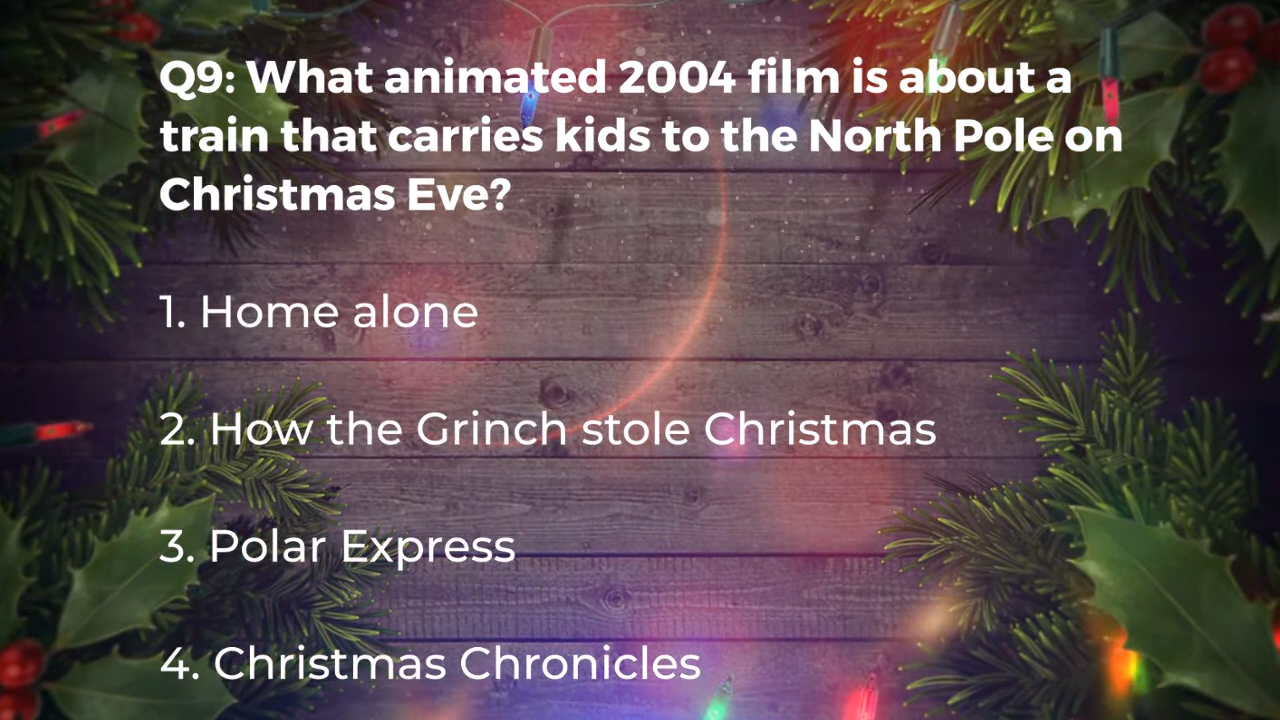 Q9: What animated 2004 film is about a
train that carries kids to the North Pole on
Christmas Eve?
1. Home alone
2. How the Grinch stole Christmas
3. Polar Express
4. Christmas Chronicles